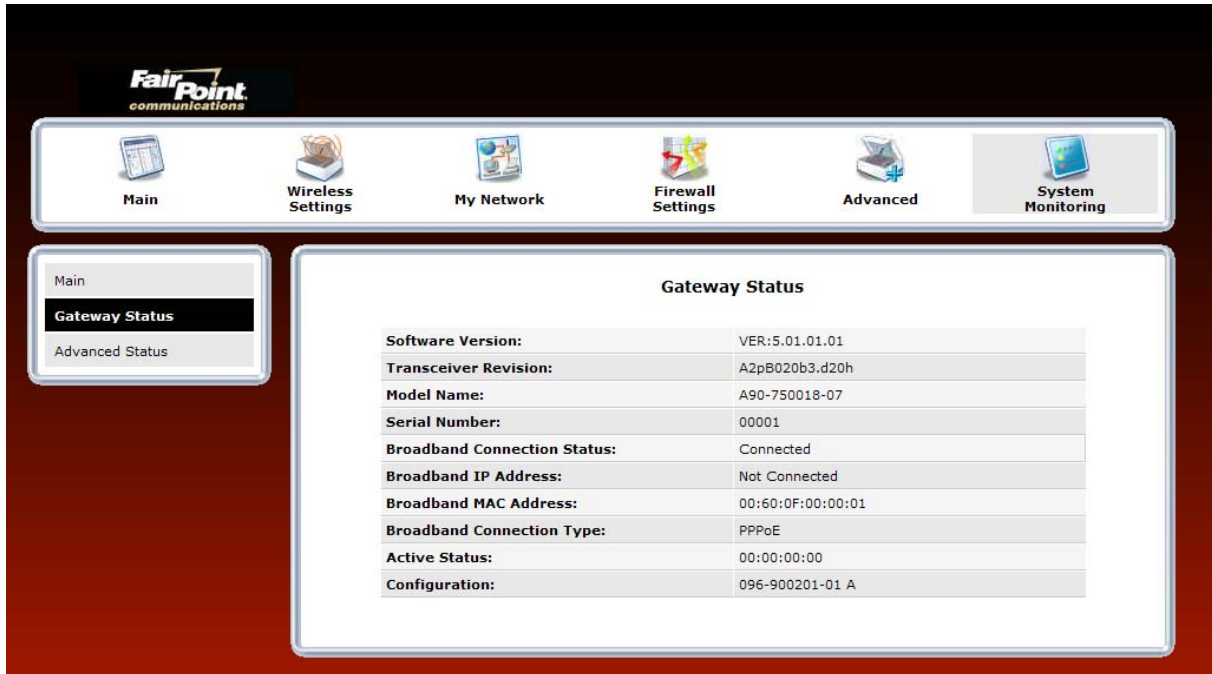 FairPoint.
communications
Main
Wireless
Settings
My Network
Firewall
Settings
Advanced
System
Monitoring
Main
Gateway Status
Advanced Status
Gateway Status
Software Version: VER:5.01.01.01
Transceiver Revision: A2pB020b3.d20h
Model Name: A90-750018-07
Serial Number: 00001
Broadband Connection Status: Connected
Broadband IP Address: Not Connected
Broadband MAC Address: 00:60:0F:00:00:01
Broadband Connection Type: PPPoE
Active Status: 00:00:00:00
Configuration: 096-900201-01 A